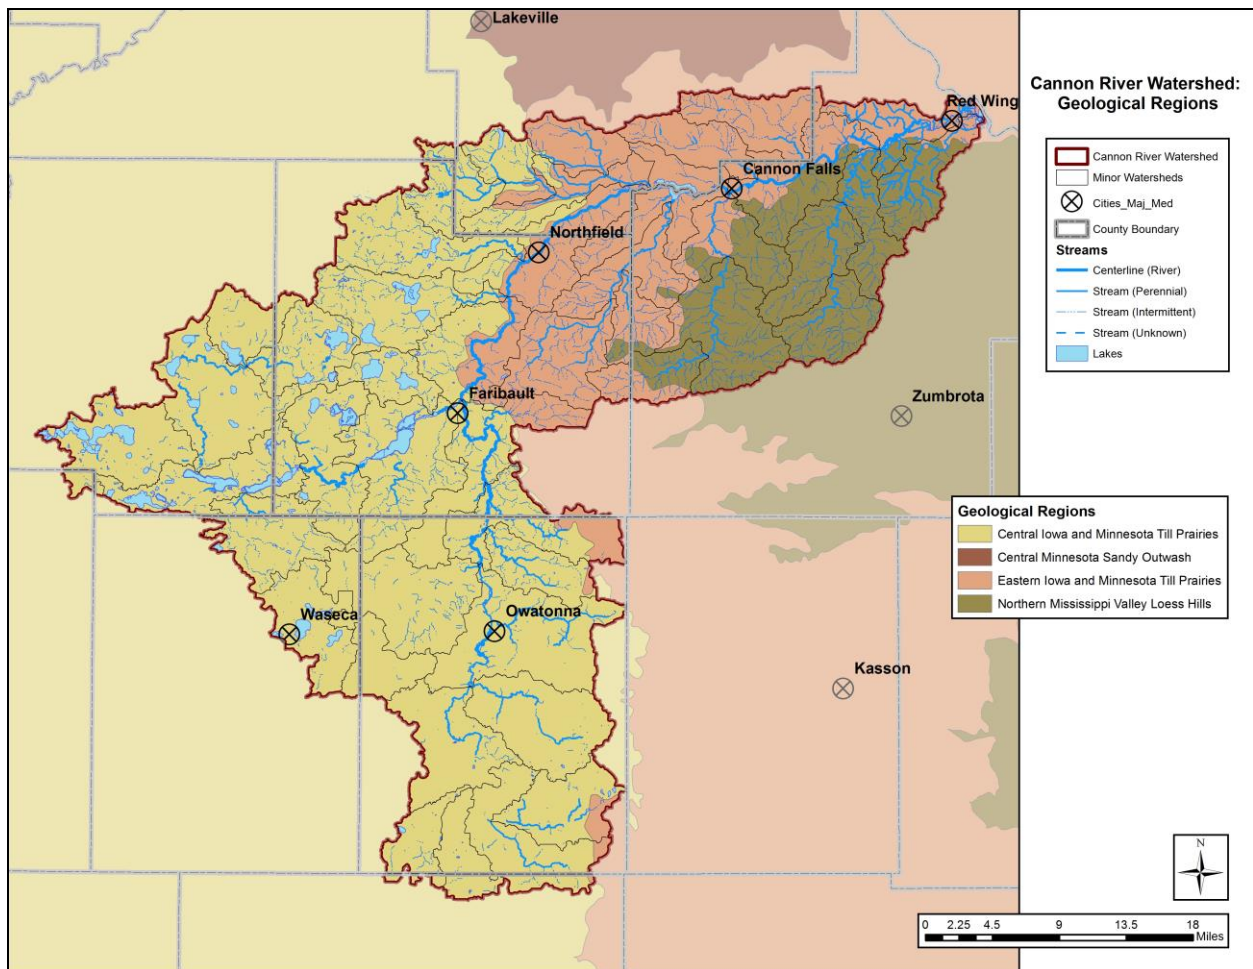 Lakeville
Red Wing
Cannon Falls
Northfield
Faribault
Zumbrota
Waseca
Owatonna
Kasson
Cannon River Watershed:
Geological Regions
Cannon River Watershed
Minor Watersheds
Cities_Maj_Med
County Boundary
Streams
Centerline (River)
Stream (Perennial)
Stream (Intermittent)
Stream (Unknown)
Lakes
Geological Regions
Central Iowa and Minnesota Till Prairies
Central Minnesota Sandy Outwash
Eastern Iowa and Minnesota Till Prairies
Northern Mississippi Valley Loess Hills
N
0 2.25 4.5 9 13.5 18
Miles